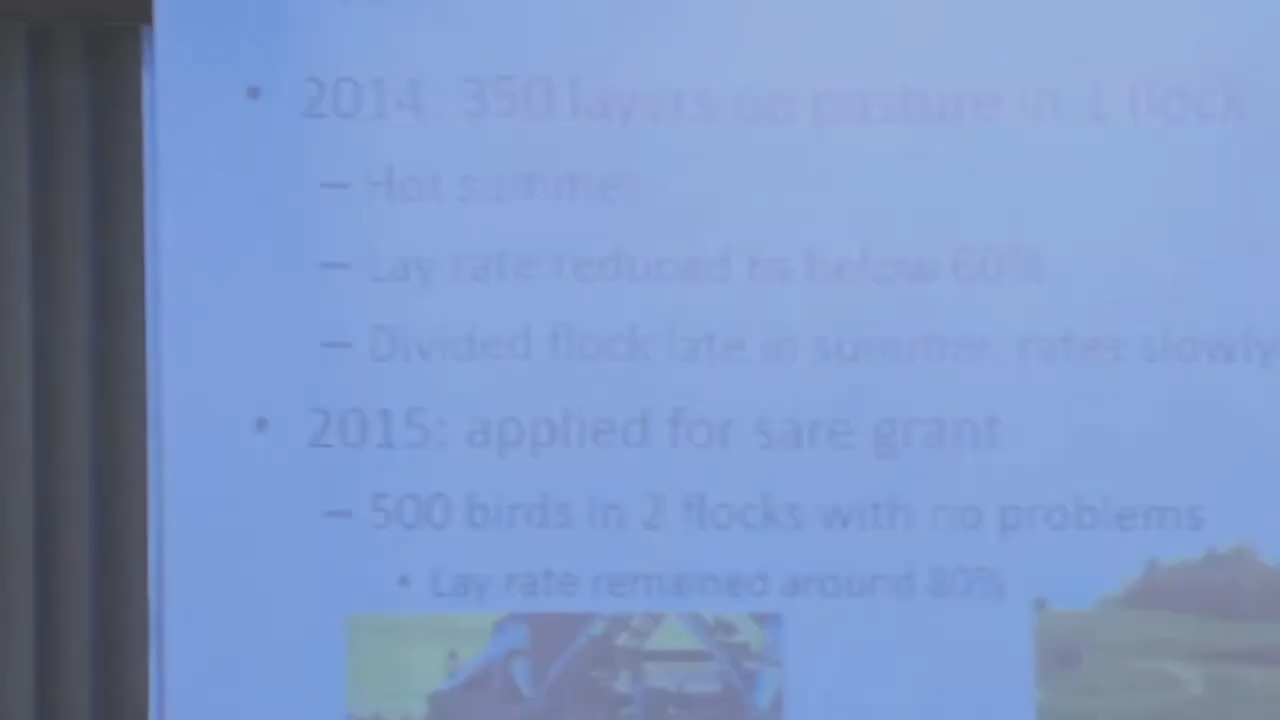 • 2014: 350 layers on pasture in 1 flock
– Hot summer
– Lay rate reduced to below 60%
– Divided flock late in summer, rates slowly
• 2015: applied for sare grant
– 500 birds in 2 flocks with no problems
• Lay rate remained around 80%